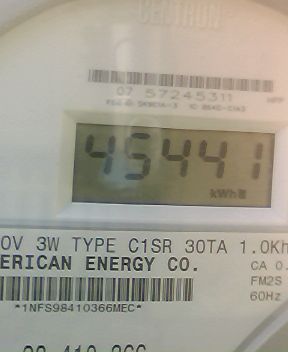 CENTRON
07 57245311
45441
kWh
0V 3W TYPE C1SR 30TA 1.0Kh
ERICAN ENERGY CO.
CA 0.
FM2S
60Hz
*1NFS98410366MEC*